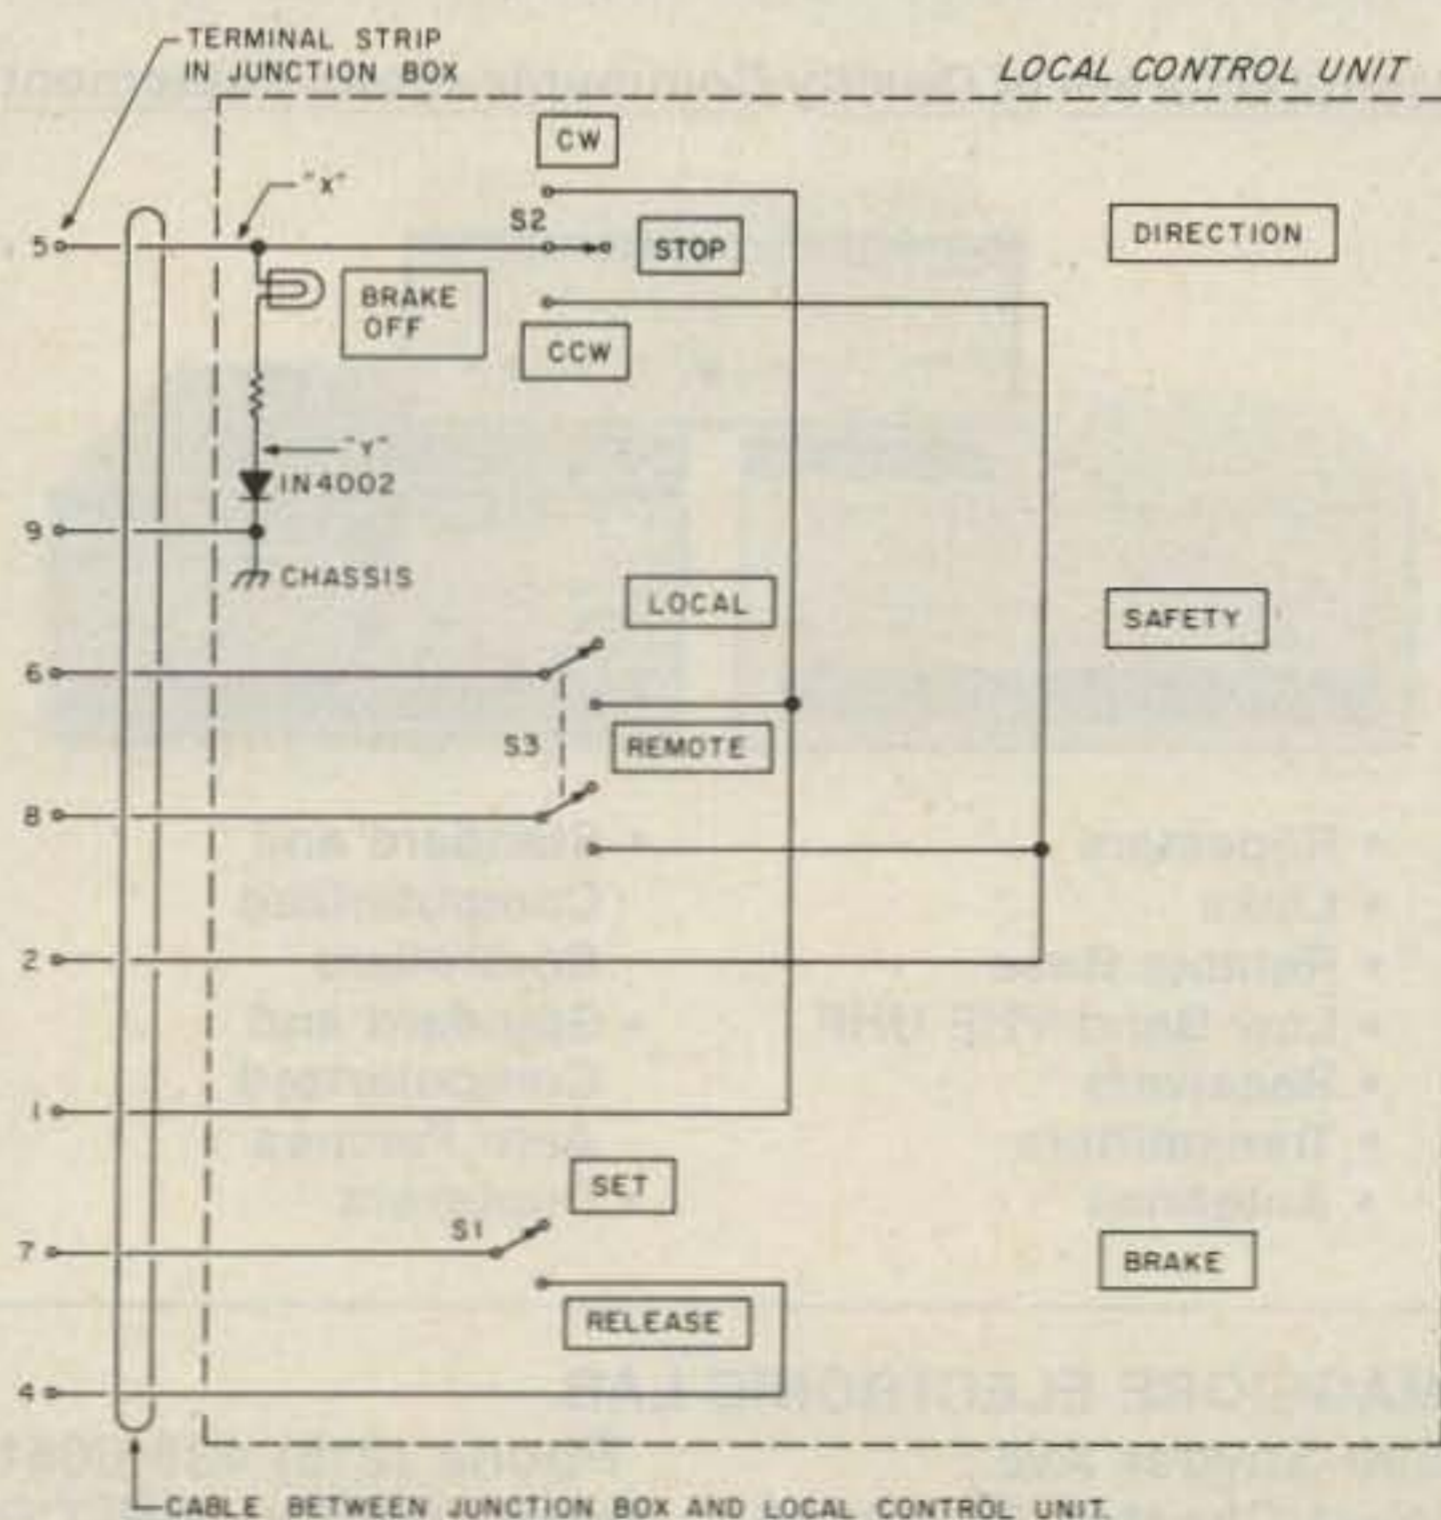 TERMINAL STRIP
IN JUNCTION BOX
LOCAL CONTROL UNIT
CW
"X"
S2
5
STOP
DIRECTION
BRAKE
OFF
CCW
"Y"
IN4002
9
CHASSIS
LOCAL
SAFETY
6
S3
REMOTE
8
2
1
SET
S1
7
BRAKE
RELEASE
4
CABLE BETWEEN JUNCTION BOX AND LOCAL CONTROL UNIT.